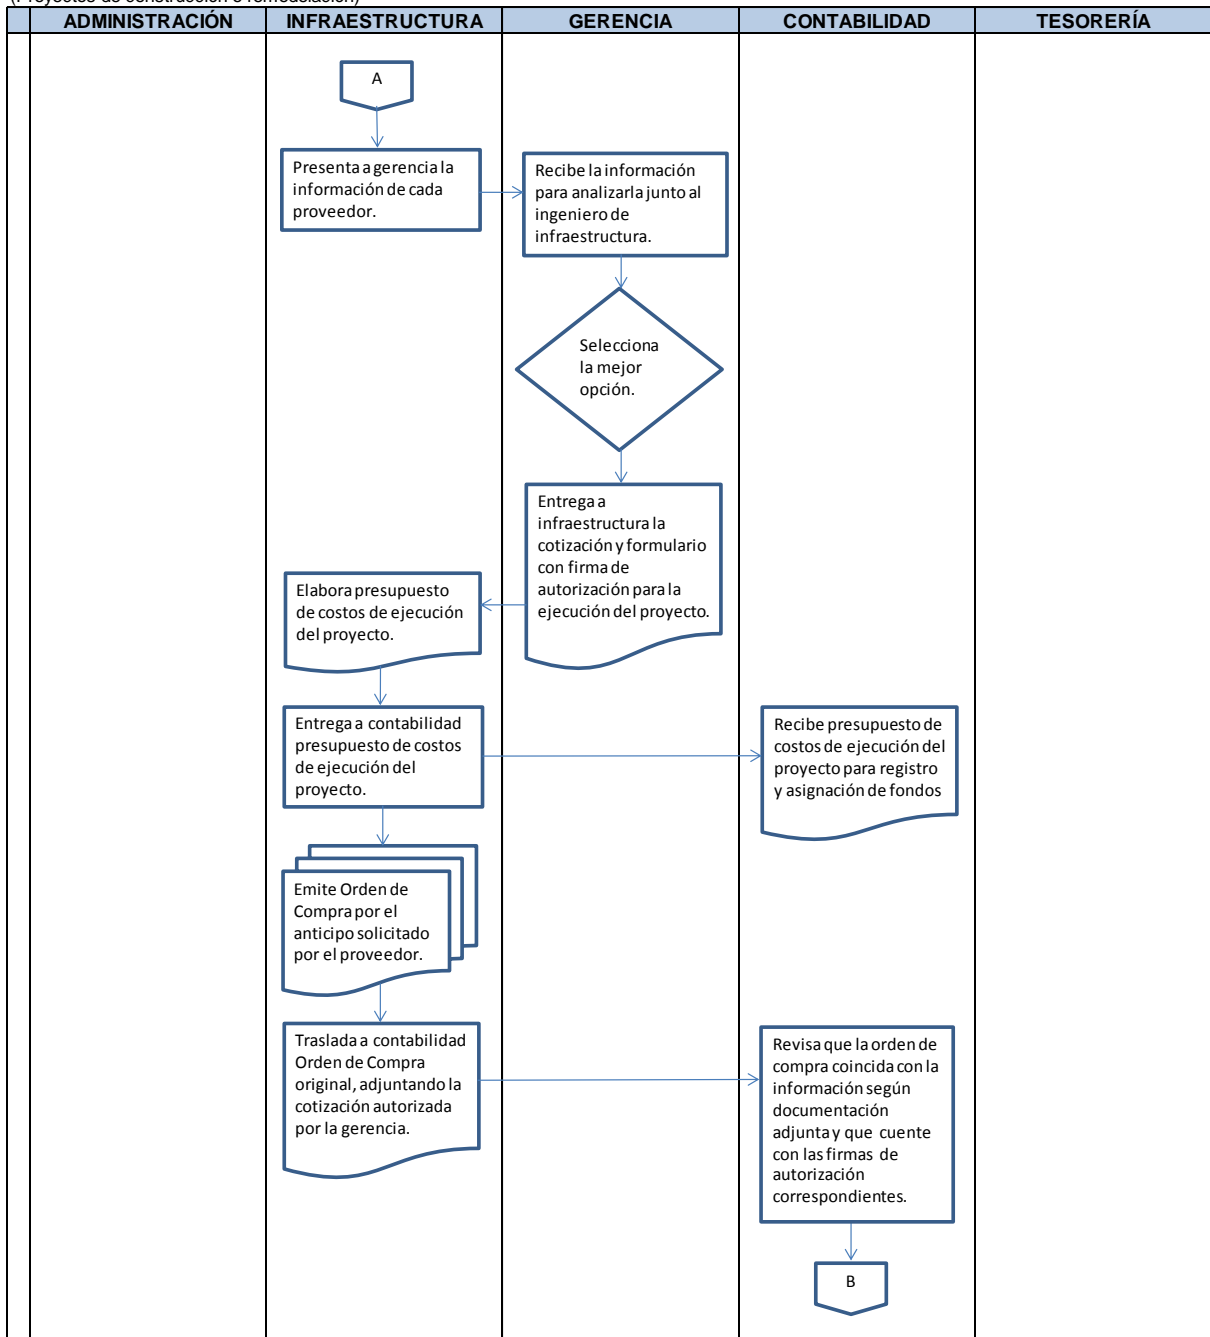 (Proyectos de construcción o remodelación)
ADMINISTRACIÓN INFRAESTRUCTURA GERENCIA CONTABILIDAD TESORERÍA
A
Presenta a gerencia la
información de cada
proveedor.
Recibe la información
para analizarla junto al
ingeniero de
infraestructura.
Selecciona
la mejor
opción.
Entrega a
infraestructura la
cotización y formulario
con firma de
autorización para la
ejecución del proyecto.
Elabora presupuesto
de costos de ejecución
del proyecto.
Entrega a contabilidad
presupuesto de costos
de ejecución del
proyecto.
Recibe presupuesto de
costos de ejecución del
proyecto para registro
y asignación de fondos
Emite Orden de
Compra por el
anticipo solicitado
por el proveedor.
Traslada a contabilidad
Orden de Compra
original, adjuntando la
cotización autorizada
por la gerencia.
Revisa que la orden de
compra coincida con la
información según
documentación
adjunta y que cuente
con las firmas de
autorización
correspondientes.
B